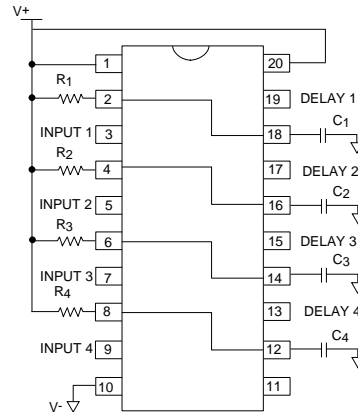 V+
1
20
R1
2
19
DELAY 1
INPUT 1
3
18
C1
R2
4
17
DELAY 2
INPUT 2
5
16
C2
R3
6
15
DELAY 3
INPUT 3
7
14
C3
R4
8
13
DELAY 4
INPUT 4
9
12
C4
V-
10
11